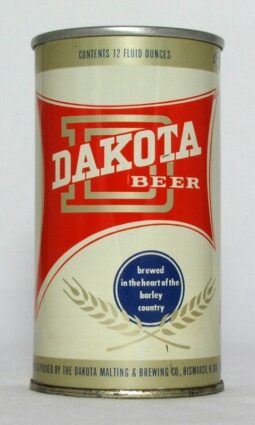 CONTENTS 12 FLUID OUNCES
D
DAKOTA
BEER
brewed
in the heart of the
barley
country
PACKED BY THE DAKOTA MALTING & BREWING CO., BISMARCK, N.